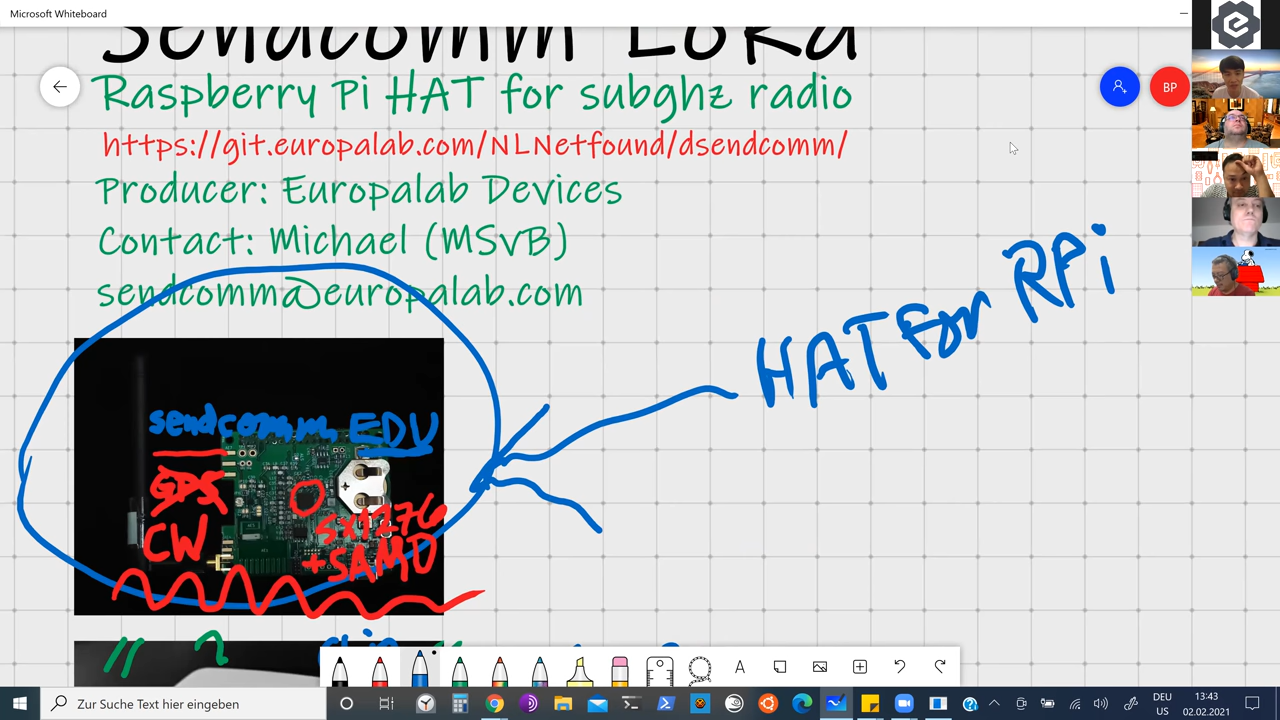 Microsoft Whiteboard
Sendcomm LoRa
Raspberry Pi HAT for subghz radio
https://git.europalab.com/NLNetfound/dsendcomm/
Producer: Europalab Devices
Contact: Michael (MSvB)
sendcomm@europalab.com
BP
HAT for RPi
sendcomm EDU
GPS
CW
SX1276
+SAMD
A
Zur Suche Text hier eingeben
DEU
US
13:43
02.02.2021